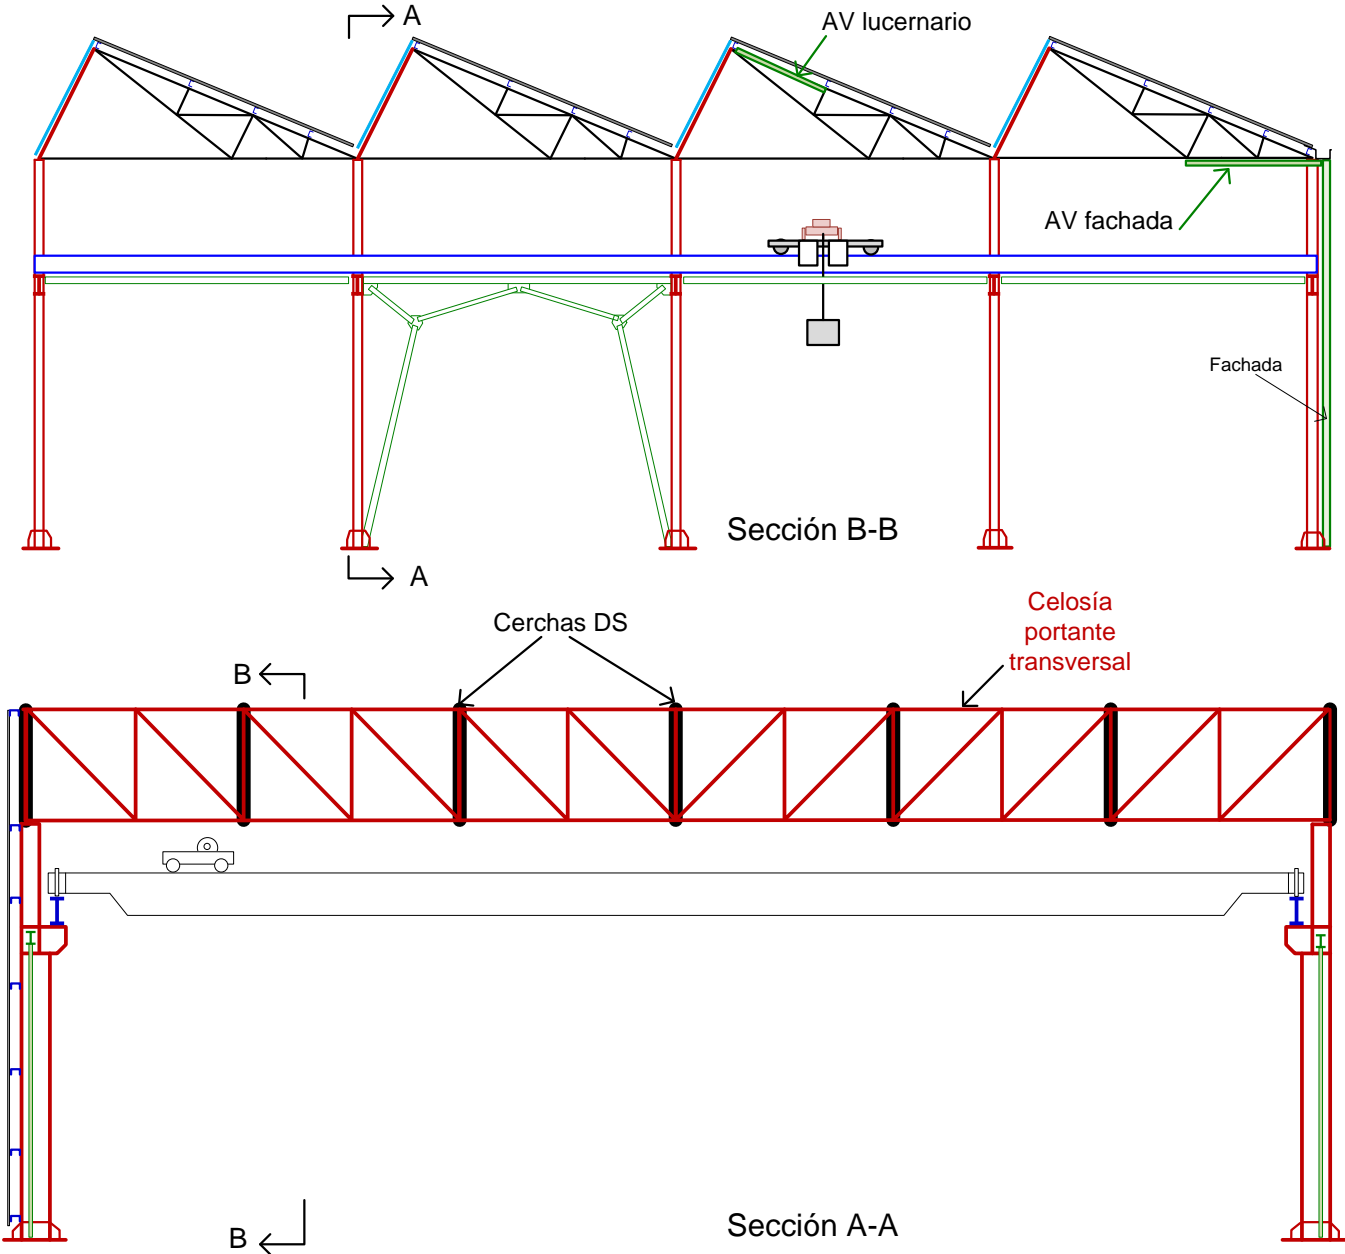 A
AV lucernario
AV fachada
Fachada
Sección B-B
A
Cerchas DS
Celosía
portante
transversal
B
Sección A-A
B